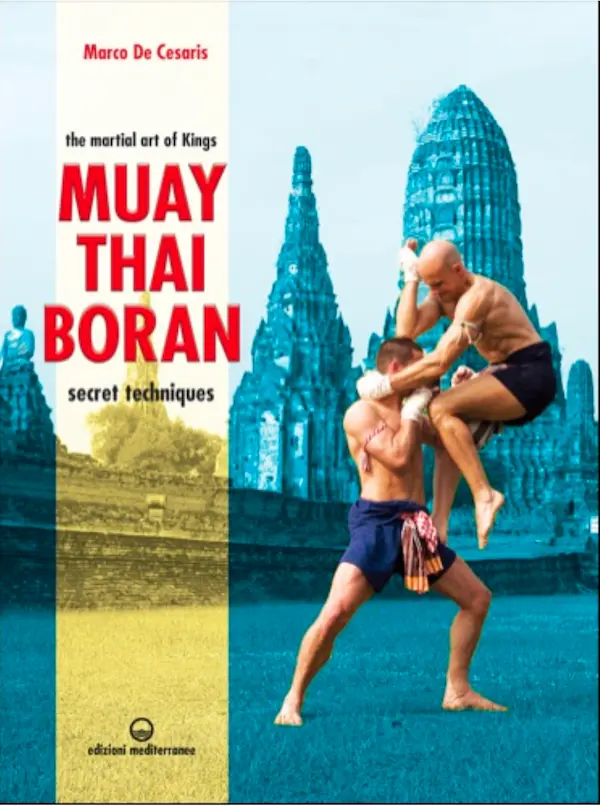 Marco De Cesaris
the martial art of Kings
MUAY
THAI
BORAN
secret techniques
edizioni mediterranee